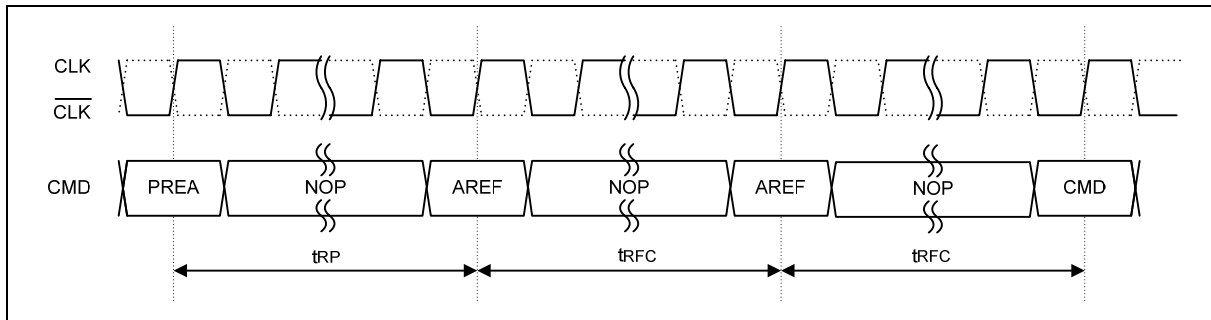 CLK
CLK
CMD PREA NOP AREF NOP AREF NOP CMD
tRP tRFC tRFC